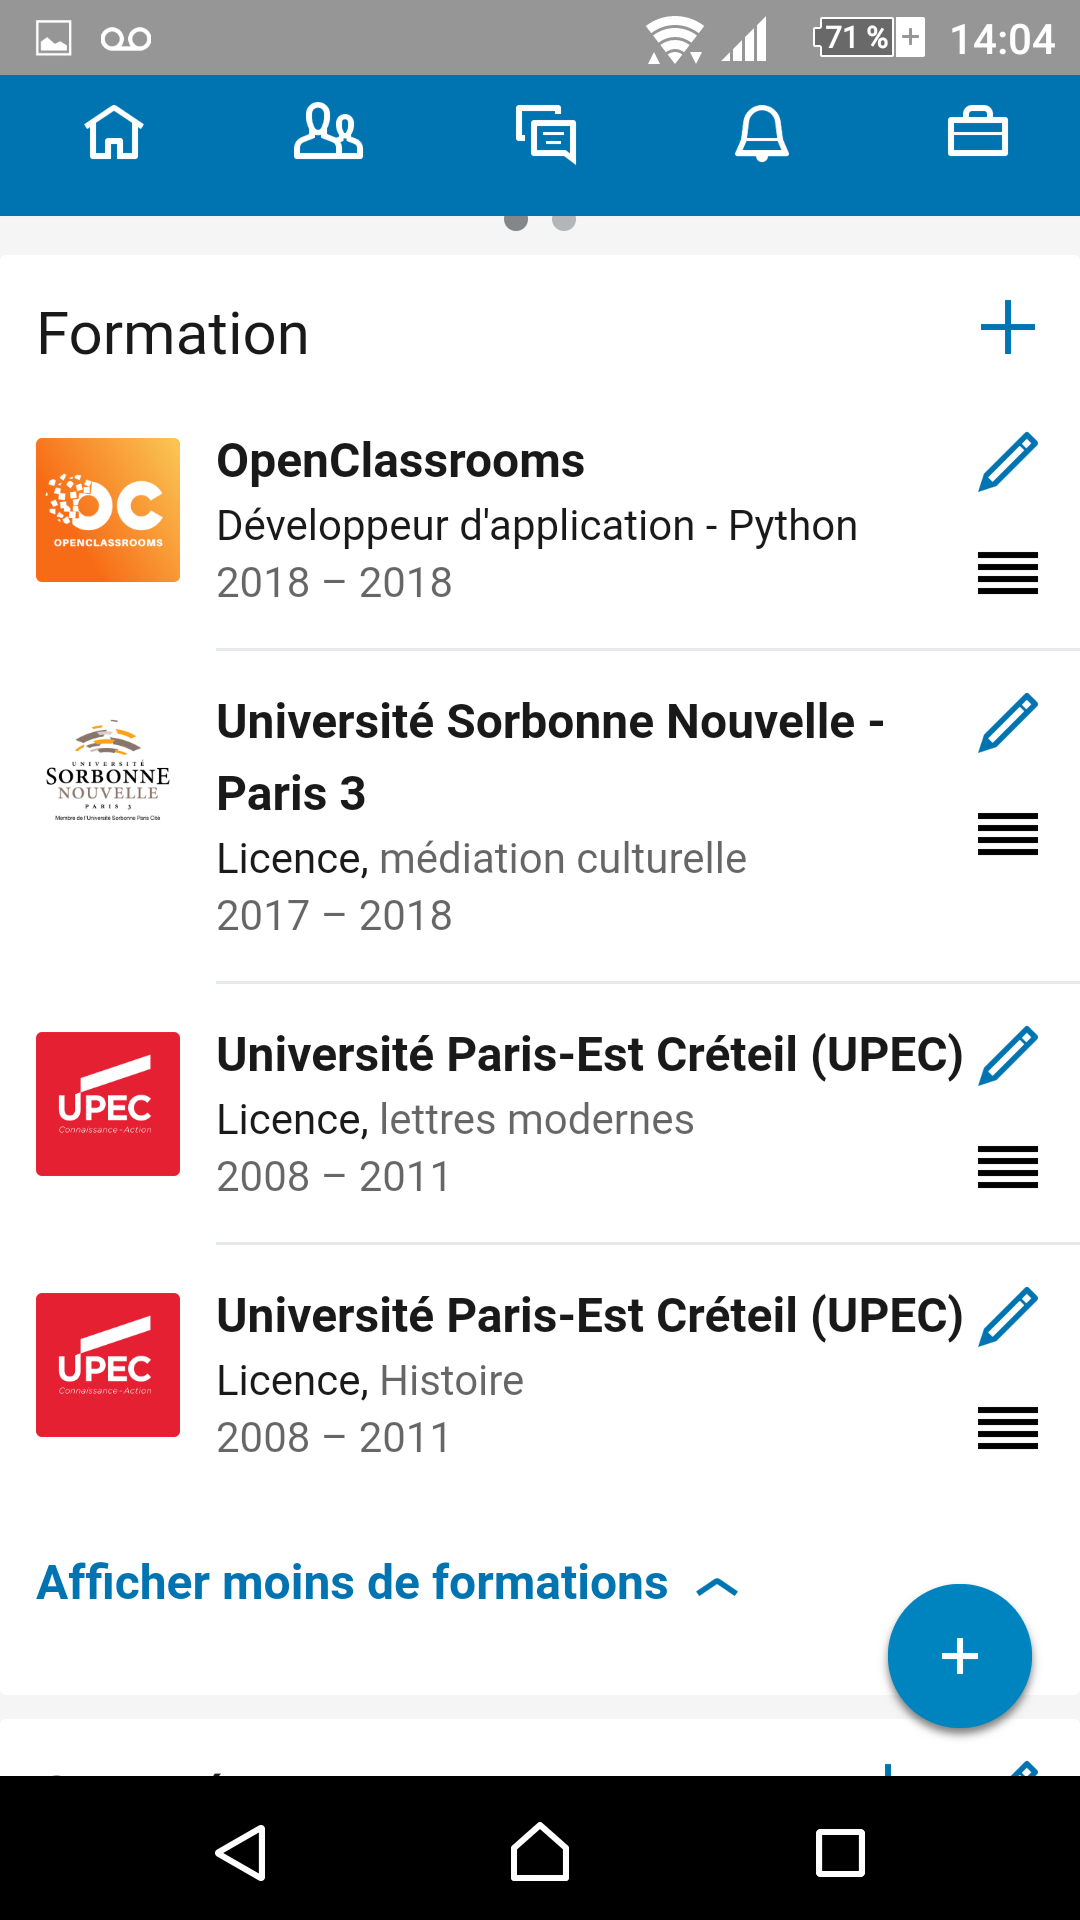 71 %
14:04
Formation
OpenClassrooms
OC
OPENCLASSROOMS
Développeur d'application - Python
2018 – 2018
Université Sorbonne Nouvelle -
Paris 3
UNIVERSITÉ
SORBONNE
NOUVELLE
PARIS 3
Membre de l'Université Sorbonne Paris Cité
Licence, médiation culturelle
2017 – 2018
Université Paris-Est Créteil (UPEC)
UPEC
Connaissance - Action
Licence, lettres modernes
2008 – 2011
Université Paris-Est Créteil (UPEC)
UPEC
Connaissance - Action
Licence, Histoire
2008 – 2011
Afficher moins de formations